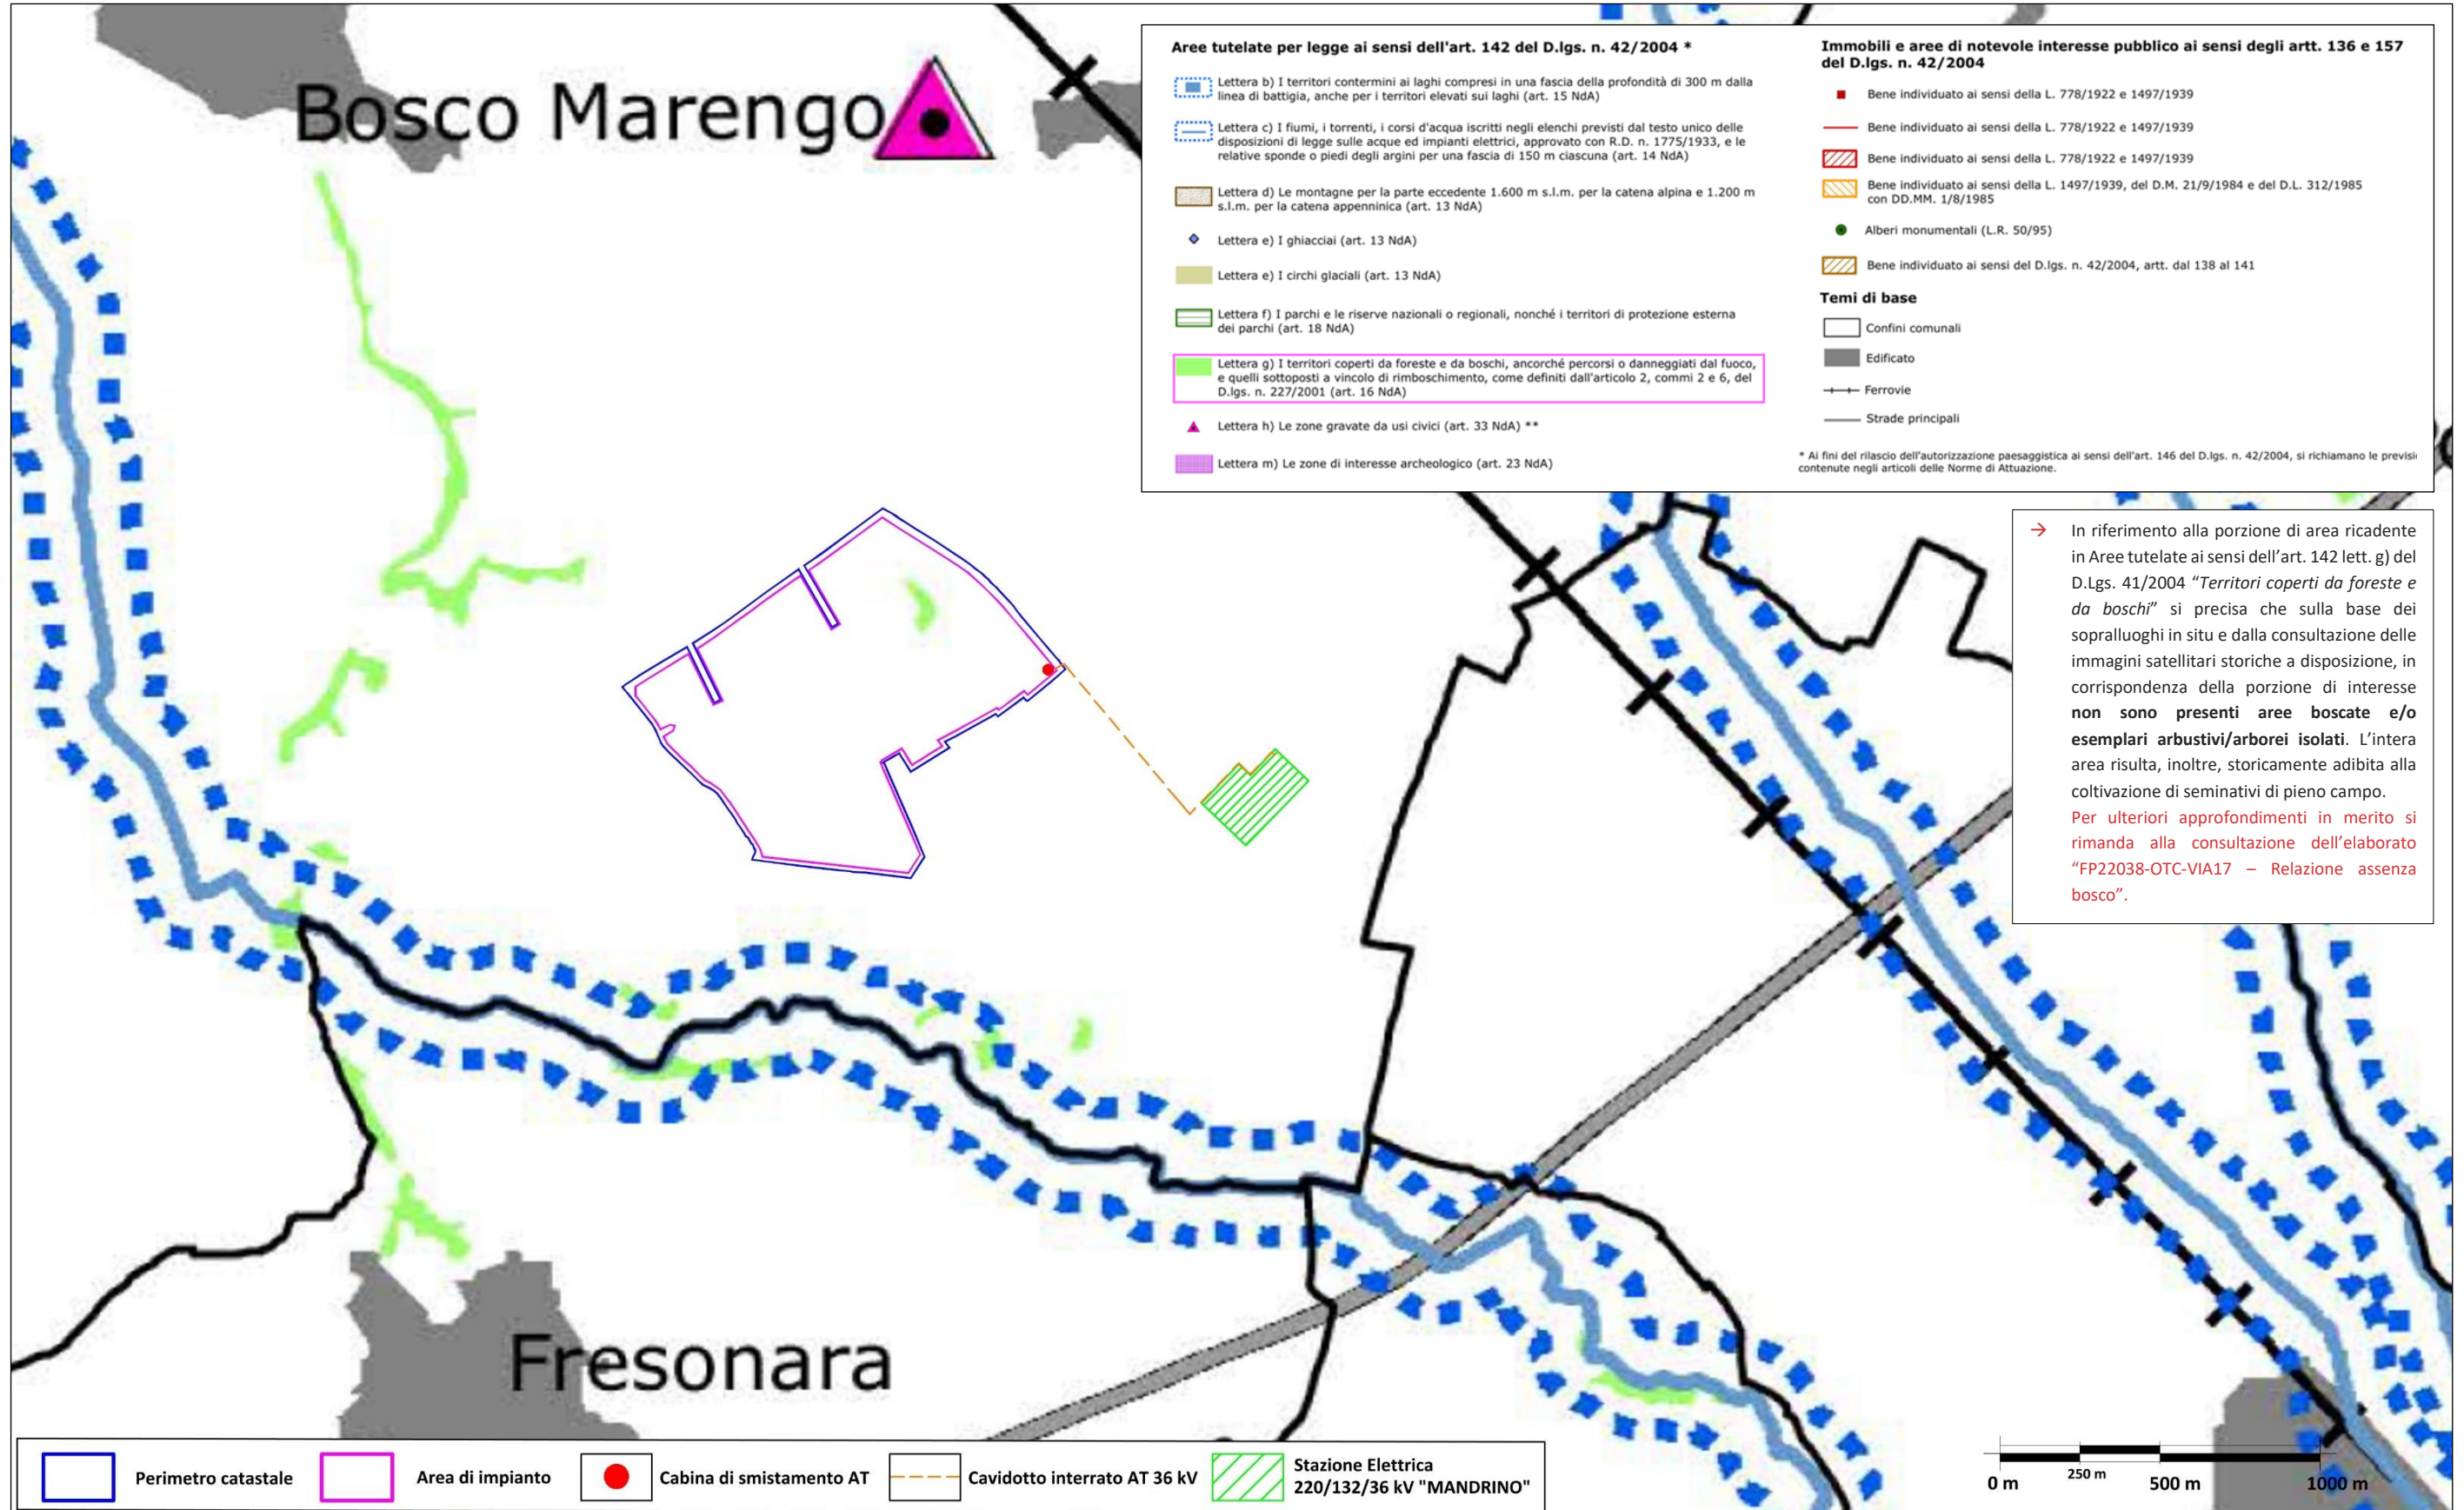 Bosco Marengo
Aree tutelate per legge ai sensi dell'art. 142 del D.lgs. n. 42/2004 *
Lettera b) I territori contermini ai laghi compresi in una fascia della profondità di 300 m dalla
linea di battigia, anche per i territori elevati sui laghi (art. 15 NdA)
Lettera c) I fiumi, i torrenti, i corsi d'acqua iscritti negli elenchi previsti dal testo unico delle
disposizioni di legge sulle acque ed impianti elettrici, approvato con R.D. n. 1775/1933, e le
relative sponde o piedi degli argini per una fascia di 150 m ciascuna (art. 14 NdA)
Lettera d) Le montagne per la parte eccedente 1.600 m s.l.m. per la catena alpina e 1.200 m
s.l.m. per la catena appenninica (art. 13 NdA)
Lettera e) I ghiacciai (art. 13 NdA)
Lettera e) I circhi glaciali (art. 13 NdA)
Lettera f) I parchi e le riserve nazionali o regionali, nonché i territori di protezione esterna
dei parchi (art. 18 NdA)
Lettera g) I territori coperti da foreste e da boschi, ancorché percorsi o danneggiati dal fuoco,
e quelli sottoposti a vincolo di rimboschimento, come definiti dall'articolo 2, commi 2 e 6, del
D.lgs. n. 227/2001 (art. 16 NdA)
Lettera h) Le zone gravate da usi civici (art. 33 NdA) **
Lettera m) Le zone di interesse archeologico (art. 23 NdA)
Immobili e aree di notevole interesse pubblico ai sensi degli artt. 136 e 157
del D.lgs. n. 42/2004
Bene individuato ai sensi della L. 778/1922 e 1497/1939
Bene individuato ai sensi della L. 778/1922 e 1497/1939
Bene individuato ai sensi della L. 778/1922 e 1497/1939
Bene individuato ai sensi della L. 1497/1939, del D.M. 21/9/1984 e del D.L. 312/1985
con DD.MM. 1/8/1985
Alberi monumentali (L.R. 50/95)
Bene individuato ai sensi del D.lgs. n. 42/2004, artt. dal 138 al 141
Temi di base
Confini comunali
Edificato
Ferrovie
Strade principali
* Ai fini del rilascio dell'autorizzazione paesaggistica ai sensi dell'art. 146 del D.lgs. n. 42/2004, si richiamano le previsi
contenute negli articoli delle Norme di Attuazione.
→ In riferimento alla porzione di area ricadente
in Aree tutelate ai sensi dell'art. 142 lett. g) del
D.Lgs. 41/2004 “Territori coperti da foreste e
da boschi” si precisa che sulla base dei
sopralluoghi in situ e dalla consultazione delle
immagini satellitari storiche a disposizione, in
corrispondenza della porzione di interesse
non sono presenti aree boscate e/o
esemplari arbustivi/arborei isolati. L'intera
area risulta, inoltre, storicamente adibita alla
coltivazione di seminativi di pieno campo.
Per ulteriori approfondimenti in merito si
rimanda alla consultazione dell'elaborato
“FP22038-OTC-VIA17 – Relazione assenza
bosco”.
Fresonara
Perimetro catastale
Area di impianto
Cabina di smistamento AT
Cavidotto interrato AT 36 kV
Stazione Elettrica
220/132/36 kV "MANDRINO"
0 m
250 m
500 m
1000 m